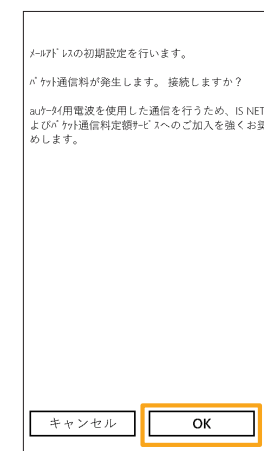 ﾒｰﾙｱﾄﾞﾚｽの初期設定を行います。
ﾊﾟｹｯﾄ通信料が発生します。 接続しますか？
auｹｰﾀｲ用電波を使用した通信を行うため、IS NET
よびﾊﾟｹｯﾄ通信料定額ｻｰﾋﾞｽへのご加入を強くお奨
めします。
キャンセル
OK